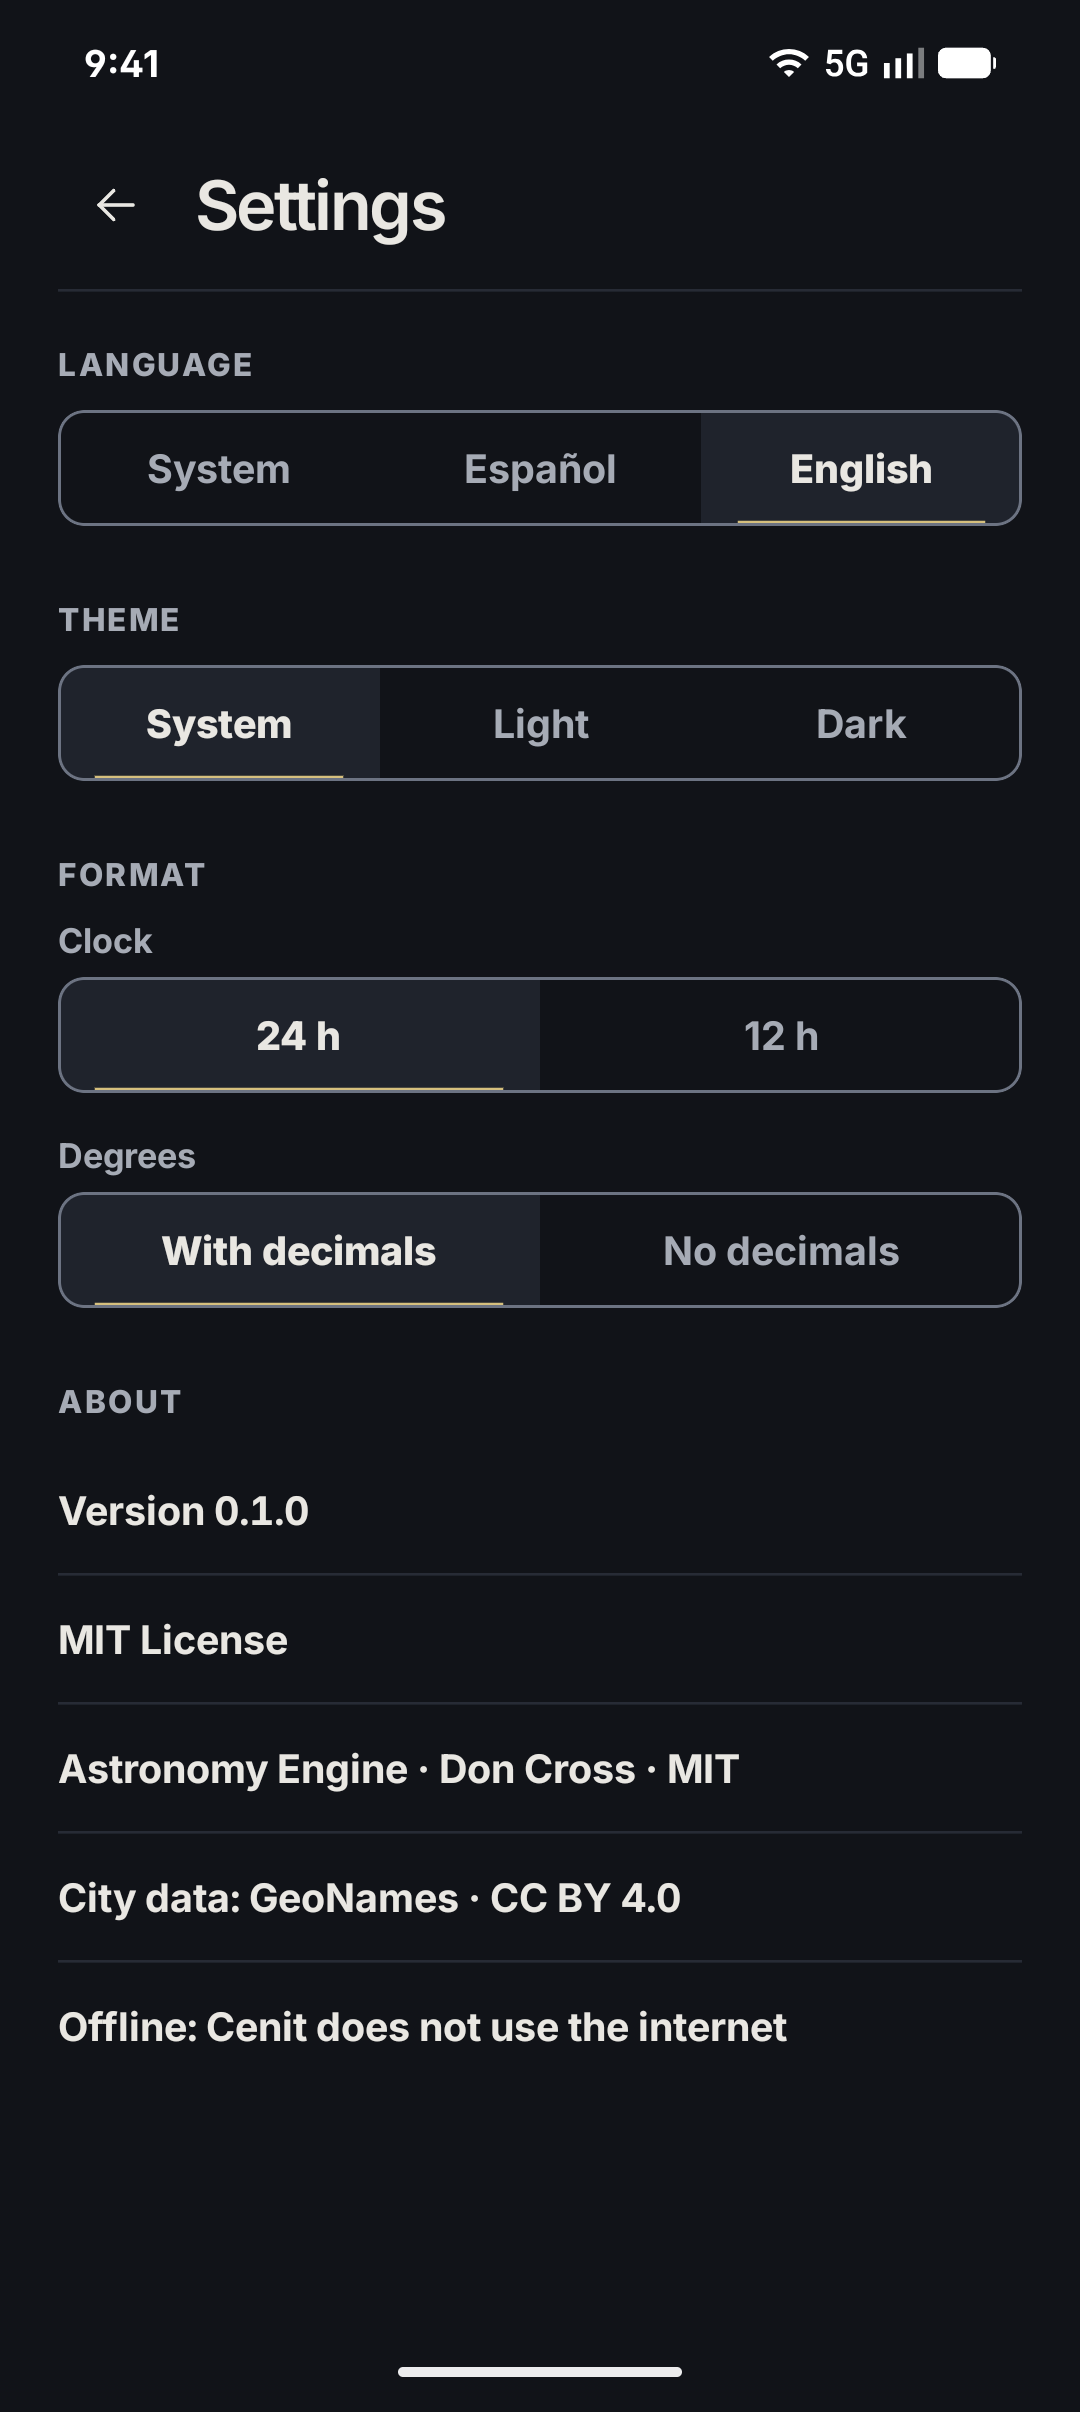 9:41
5G
Settings
LANGUAGE
System
Español
English
THEME
System
Light
Dark
FORMAT
Clock
24 h
12 h
Degrees
With decimals
No decimals
ABOUT
Version 0.1.0
MIT License
Astronomy Engine · Don Cross · MIT
City data: GeoNames · CC BY 4.0
Offline: Cenit does not use the internet